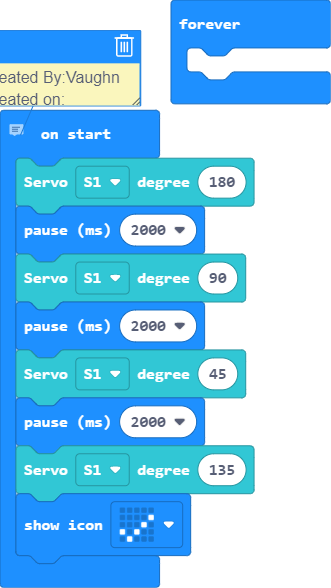 forever
eated By:Vaughn
eated on:
on start
Servo S1 degree 180
pause (ms) 2000
Servo S1 degree 90
pause (ms) 2000
Servo S1 degree 45
pause (ms) 2000
Servo S1 degree 135
show icon